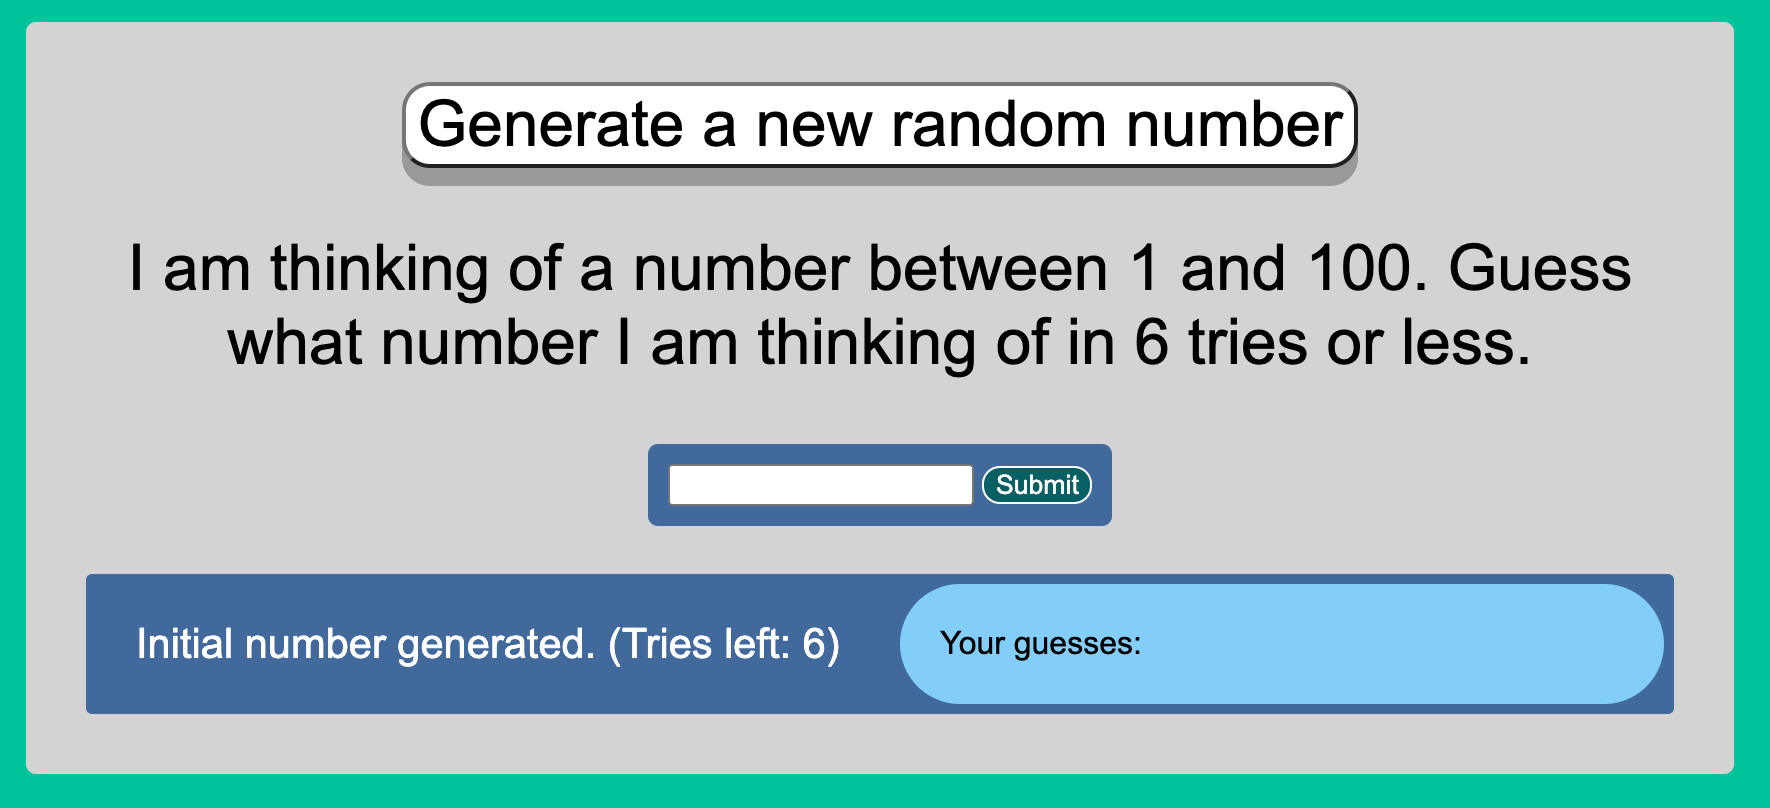 Generate a new random number
I am thinking of a number between 1 and 100. Guess
what number I am thinking of in 6 tries or less.
Submit
Initial number generated. (Tries left: 6)
Your guesses: